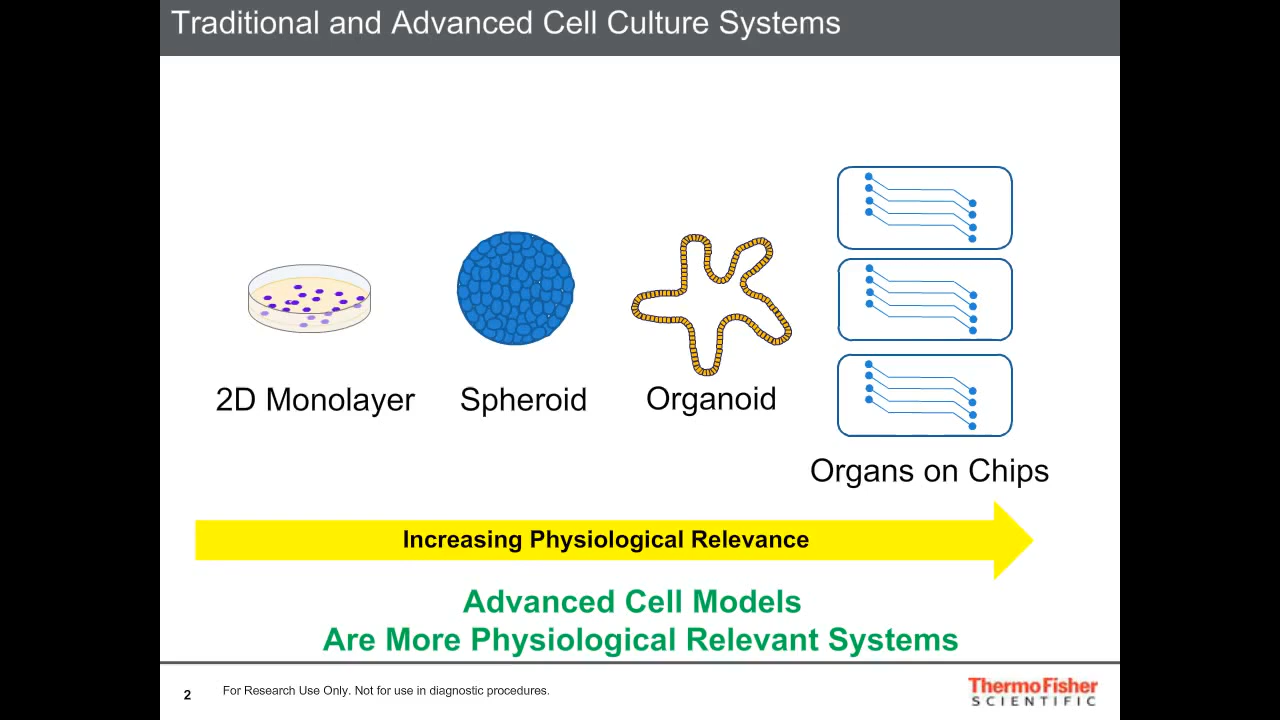 Traditional and Advanced Cell Culture Systems
2D Monolayer
Spheroid
Organoid
Organs on Chips
Increasing Physiological Relevance
Advanced Cell Models
Are More Physiological Relevant Systems
2
For Research Use Only. Not for use in diagnostic procedures.
ThermoFisher
SCIENTIFIC